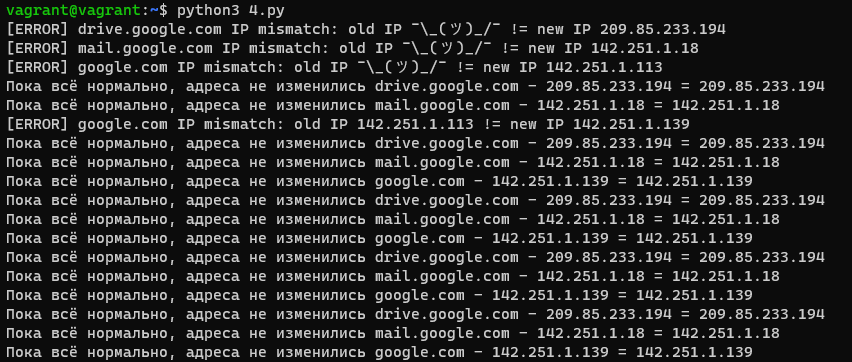 vagrant@vagrant:~$ python3 4.py
[ERROR] drive.google.com IP mismatch: old IP ¯\_(ツ)_/¯ != new IP 209.85.233.194
[ERROR] mail.google.com IP mismatch: old IP ¯\_(ツ)_/¯ != new IP 142.251.1.18
[ERROR] google.com IP mismatch: old IP ¯\_(ツ)_/¯ != new IP 142.251.1.113
Пока всё нормально, адреса не изменились drive.google.com - 209.85.233.194 = 209.85.233.194
Пока всё нормально, адреса не изменились mail.google.com - 142.251.1.18 = 142.251.1.18
[ERROR] google.com IP mismatch: old IP 142.251.1.113 != new IP 142.251.1.139
Пока всё нормально, адреса не изменились drive.google.com - 209.85.233.194 = 209.85.233.194
Пока всё нормально, адреса не изменились mail.google.com - 142.251.1.18 = 142.251.1.18
Пока всё нормально, адреса не изменились google.com - 142.251.1.139 = 142.251.1.139
Пока всё нормально, адреса не изменились drive.google.com - 209.85.233.194 = 209.85.233.194
Пока всё нормально, адреса не изменились mail.google.com - 142.251.1.18 = 142.251.1.18
Пока всё нормально, адреса не изменились google.com - 142.251.1.139 = 142.251.1.139
Пока всё нормально, адреса не изменились drive.google.com - 209.85.233.194 = 209.85.233.194
Пока всё нормально, адреса не изменились mail.google.com - 142.251.1.18 = 142.251.1.18
Пока всё нормально, адреса не изменились google.com - 142.251.1.139 = 142.251.1.139
Пока всё нормально, адреса не изменились drive.google.com - 209.85.233.194 = 209.85.233.194
Пока всё нормально, адреса не изменились mail.google.com - 142.251.1.18 = 142.251.1.18
Пока всё нормально, адреса не изменились google.com - 142.251.1.139 = 142.251.1.139